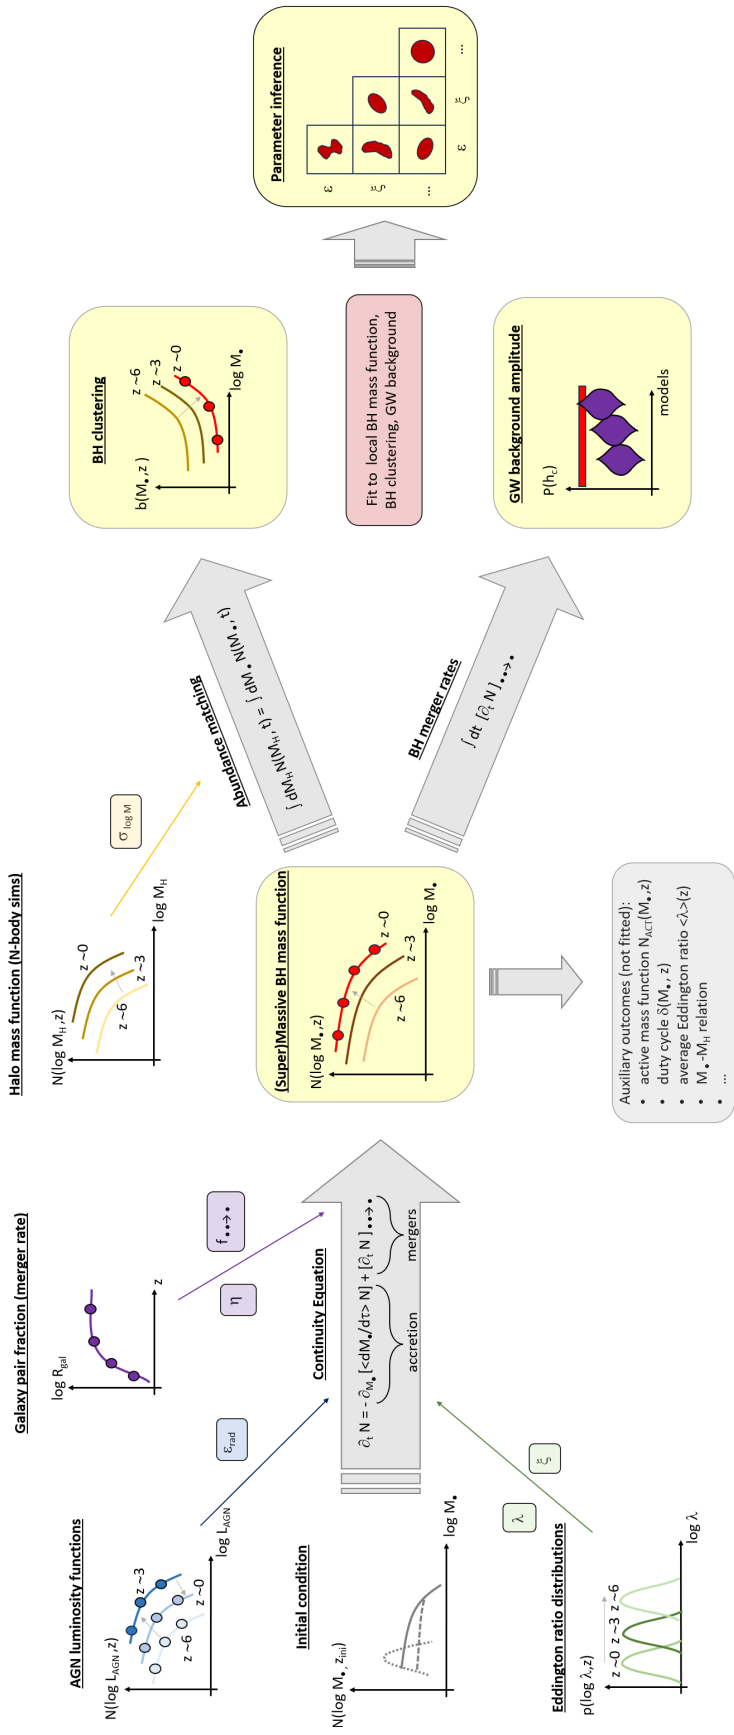 AGN luminosity functions
N(log L_AGN, z)
z~3
z~0
z~6
log L_AGN
ε_rad
Initial condition
N(log M_•, z_ini)
log M_•
Eddington ratio distributions
p(log λ,z)
z~0 z~3 z~6
log λ
λ
ξ
Galaxy pair fraction (merger rate)
log R_gal
z
η
f_••→•
Continuity Equation
∂_t N = - ∂_M• [<dM_•/dτ> N] + [∂_t N ]_••→•
accretion
mergers
Halo mass function (N-body sims)
N(log M_H, z)
z~0
z~3
z~6
log M_H
σ_log M
(Super)Massive BH mass function
N(log M_•,z)
z~0
z~3
z~6
log M_•
Auxiliary outcomes (not fitted):
• active mass function N_ACT(M_•,z)
• duty cycle δ(M_•, z)
• average Eddington ratio <λ>(z)
• M_•-M_H relation
• ...
Abundance matching
∫ dM_H N(M_H, t) = ∫ dM_• N(M_•, t)
BH merger rates
∫ dt [∂_t N ]_••→•
BH clustering
b(M_•,z)
z~6
z~3
z~0
log M_•
Fit to local BH mass function,
BH clustering, GW background
GW background amplitude
P(h_c)
models
Parameter inference
ε
ξ
...
ε
ξ
...